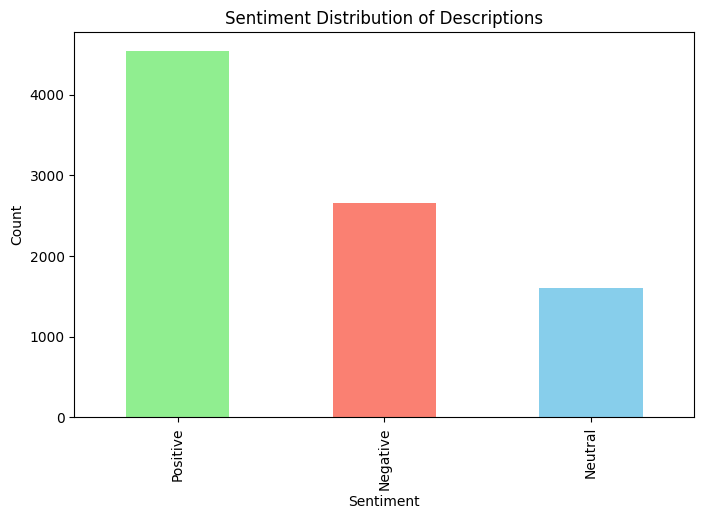 Sentiment Distribution of Descriptions
Count
4000
3000
2000
1000
0
Positive
Negative
Neutral
Sentiment